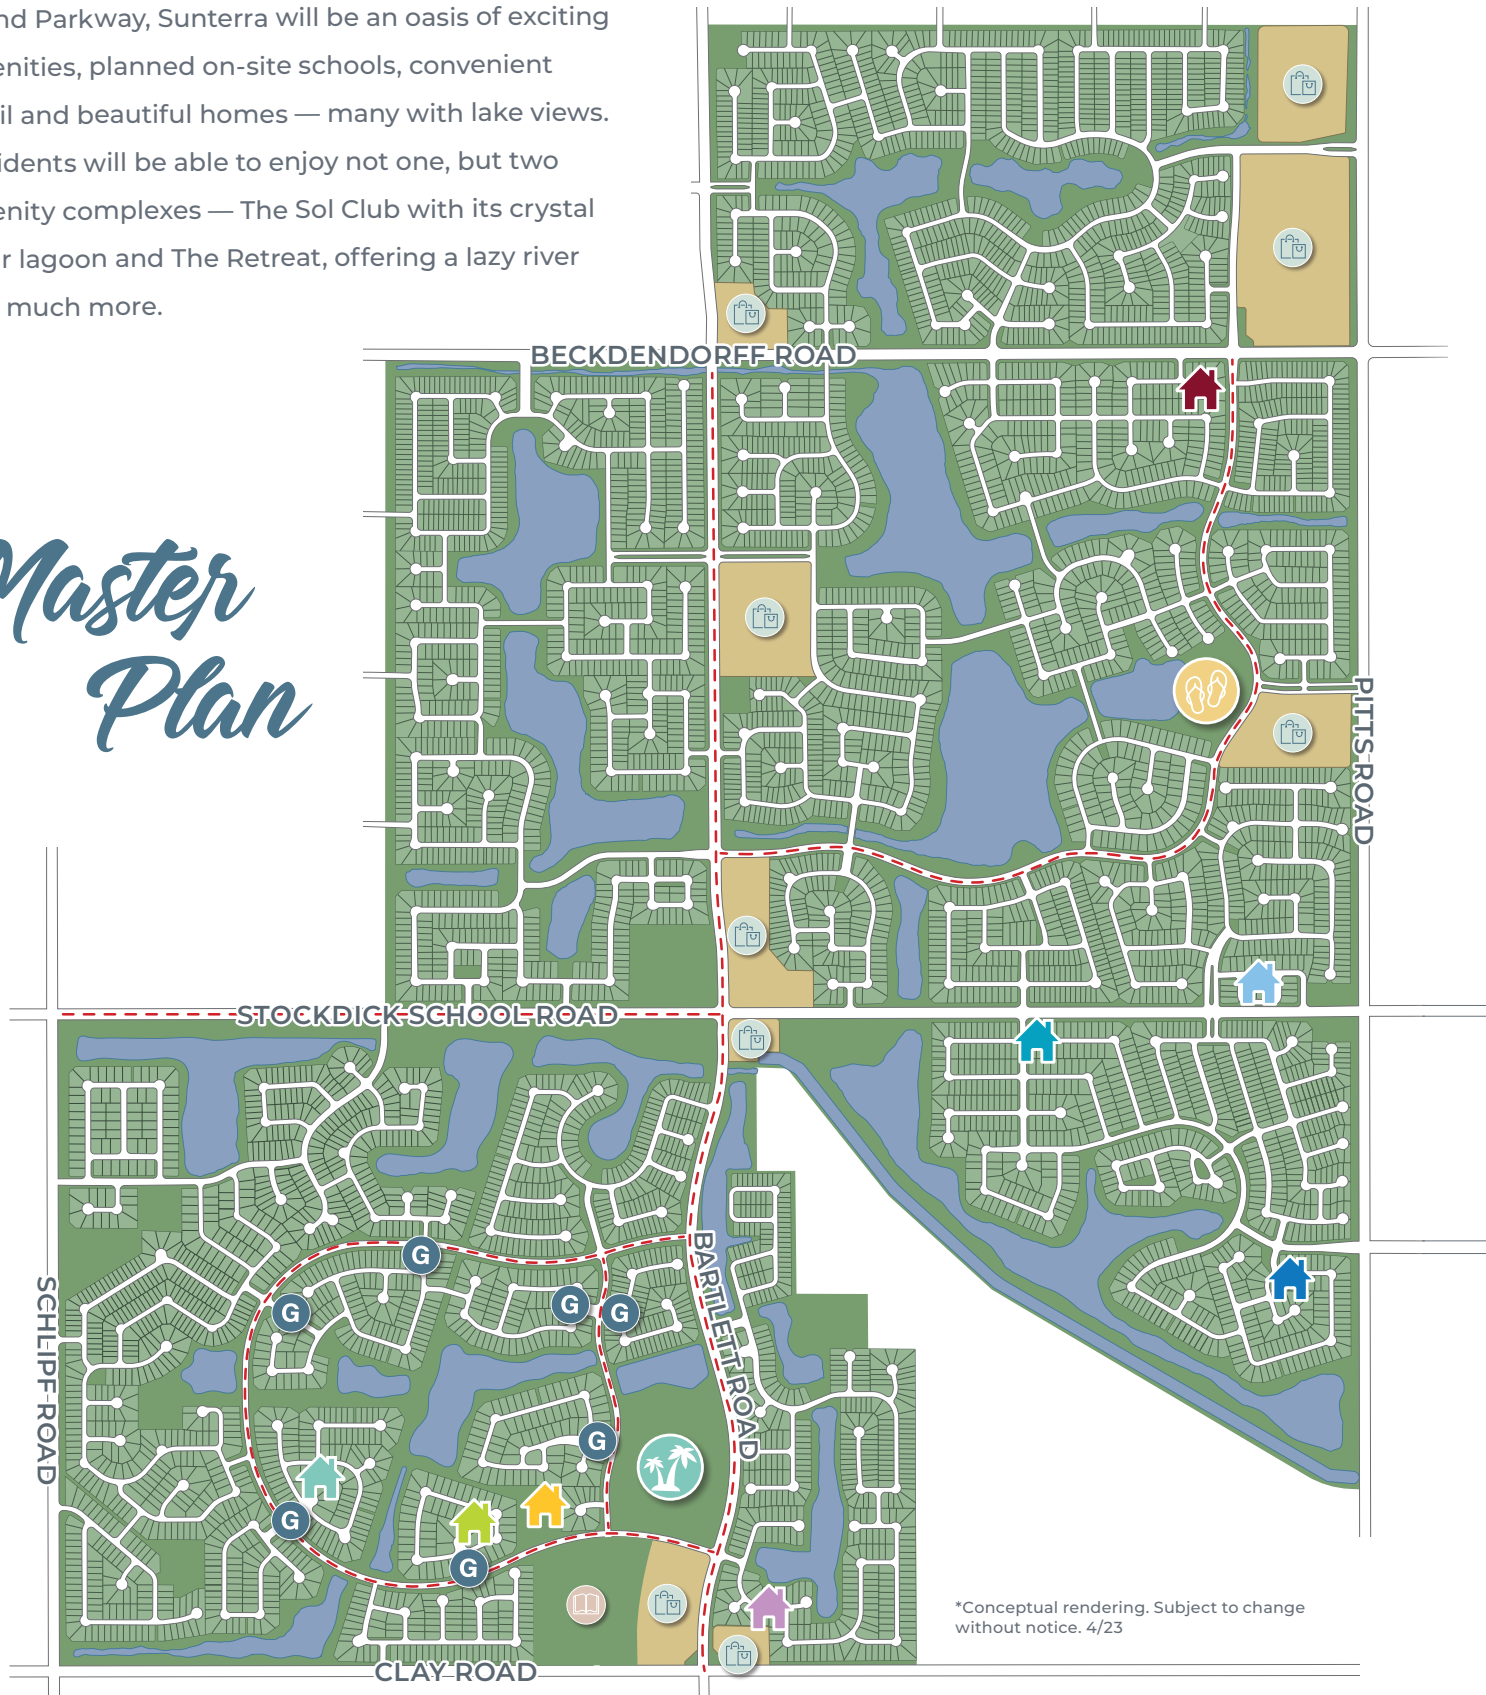 nd Parkway, Sunterra will be an oasis of exciting
enities, planned on-site schools, convenient
il and beautiful homes — many with lake views.
idents will be able to enjoy not one, but two
enity complexes — The Sol Club with its crystal
r lagoon and The Retreat, offering a lazy river
much more.
BECKDENDORFF ROAD
Master
Plan
PITTS ROAD
STOCKDICK SCHOOL ROAD
BARTLETT ROAD
SCHLIPF ROAD
G
G
G
G
G
G
G
CLAY ROAD
*Conceptual rendering. Subject to change
without notice. 4/23